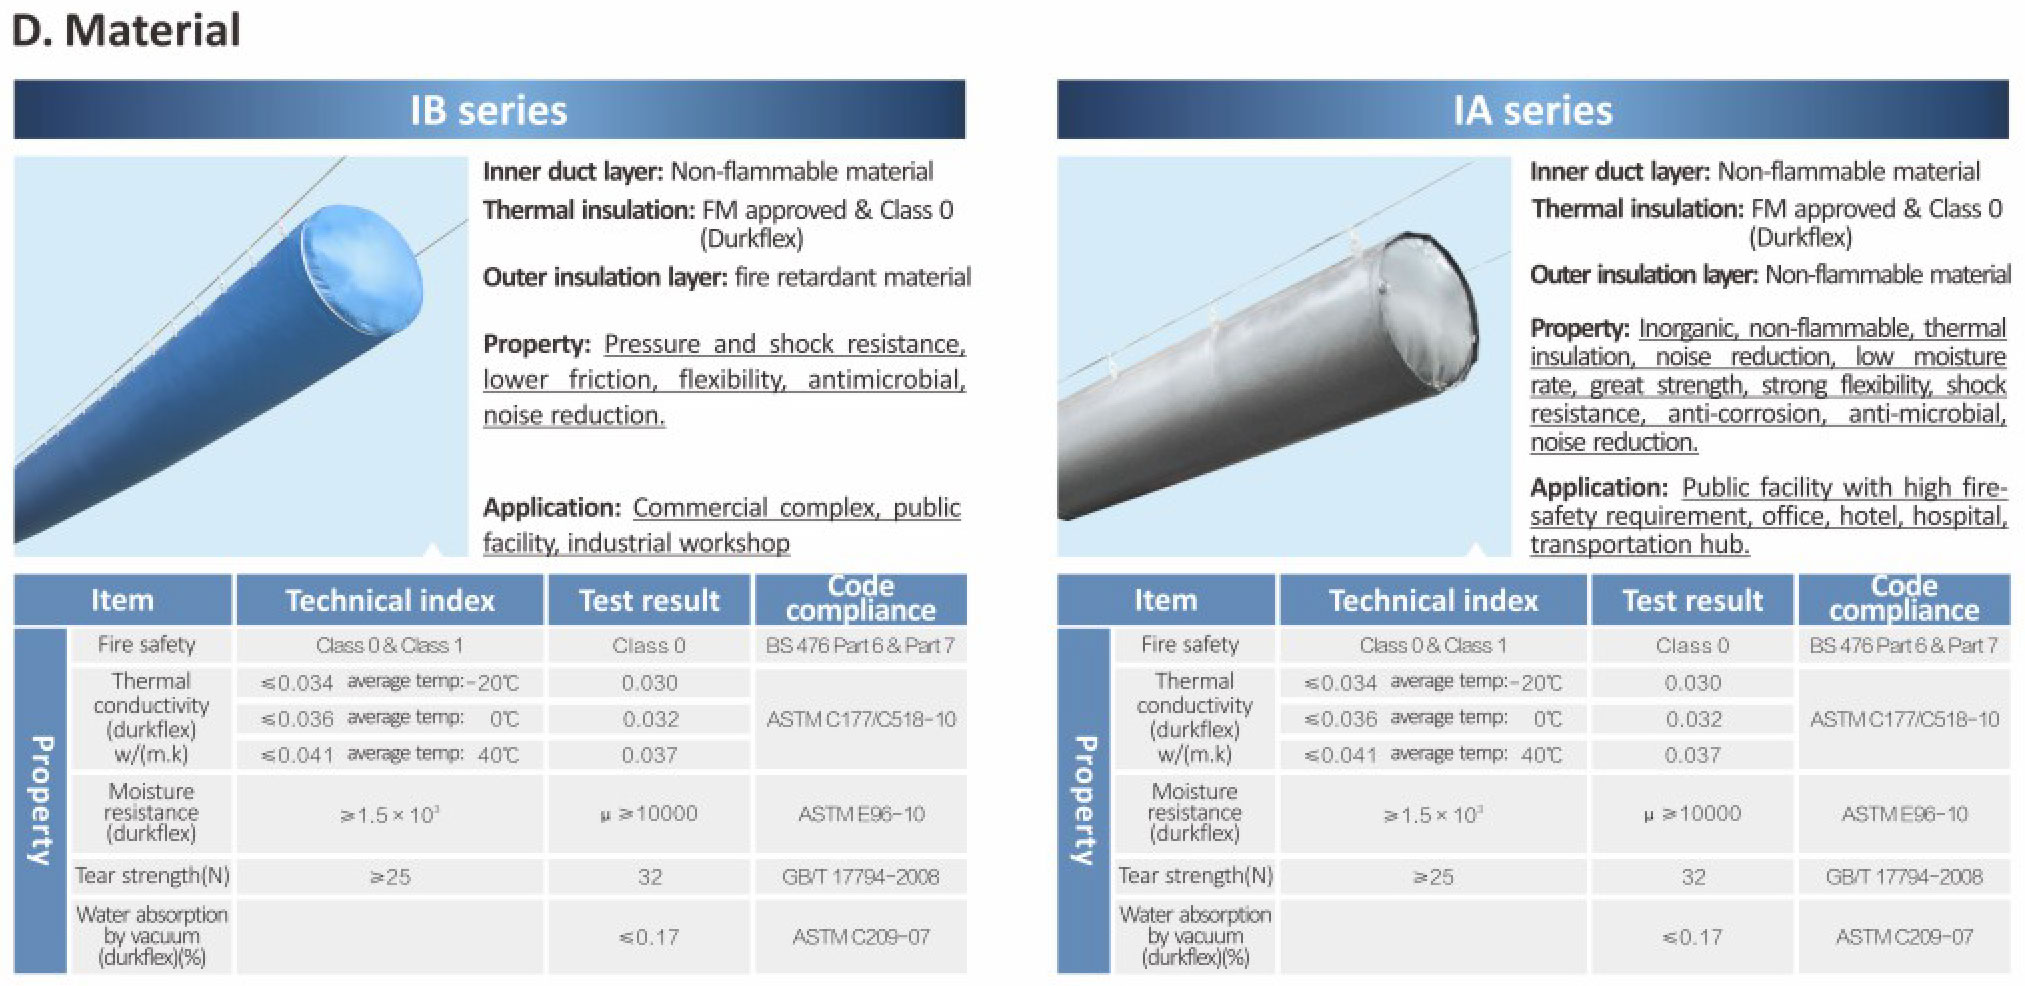 D. Material
IB series
Inner duct layer: Non-flammable material
Thermal insulation: FM approved & Class 0
(Durkflex)
Outer insulation layer: fire retardant material
Property: Pressure and shock resistance,
lower friction, flexibility, antimicrobial,
noise reduction.
Application: Commercial complex, public
facility, industrial workshop
Item Technical index Test result Code compliance
Property
Fire safety Class 0 & Class 1 Class 0 BS 476 Part 6 & Part 7
Thermal conductivity (durkflex) w/(m.k)
≤0.034 average temp:-20℃ 0.030
≤0.036 average temp: 0℃ 0.032 ASTM C177/C518-10
≤0.041 average temp: 40℃ 0.037
Moisture resistance (durkflex) ≥1.5 × 10³ μ ≥10000 ASTM E96-10
Tear strength(N) ≥25 32 GB/T 17794-2008
Water absorption by vacuum (durkflex)(%) ≤0.17 ASTM C209-07
IA series
Inner duct layer: Non-flammable material
Thermal insulation: FM approved & Class 0
(Durkflex)
Outer insulation layer: Non-flammable material
Property: Inorganic, non-flammable, thermal
insulation, noise reduction, low moisture
rate, great strength, strong flexibility, shock
resistance, anti-corrosion, anti-microbial,
noise reduction.
Application: Public facility with high fire-
safety requirement, office, hotel, hospital,
transportation hub.
Item Technical index Test result Code compliance
Property
Fire safety Class 0 & Class 1 Class 0 BS 476 Part 6 & Part 7
Thermal conductivity (durkflex) w/(m.k)
≤0.034 average temp:-20℃ 0.030
≤0.036 average temp: 0℃ 0.032 ASTM C177/C518-10
≤0.041 average temp: 40℃ 0.037
Moisture resistance (durkflex) ≥1.5 × 10³ μ ≥10000 ASTM E96-10
Tear strength(N) ≥25 32 GB/T 17794-2008
Water absorption by vacuum (durkflex)(%) ≤0.17 ASTM C209-07